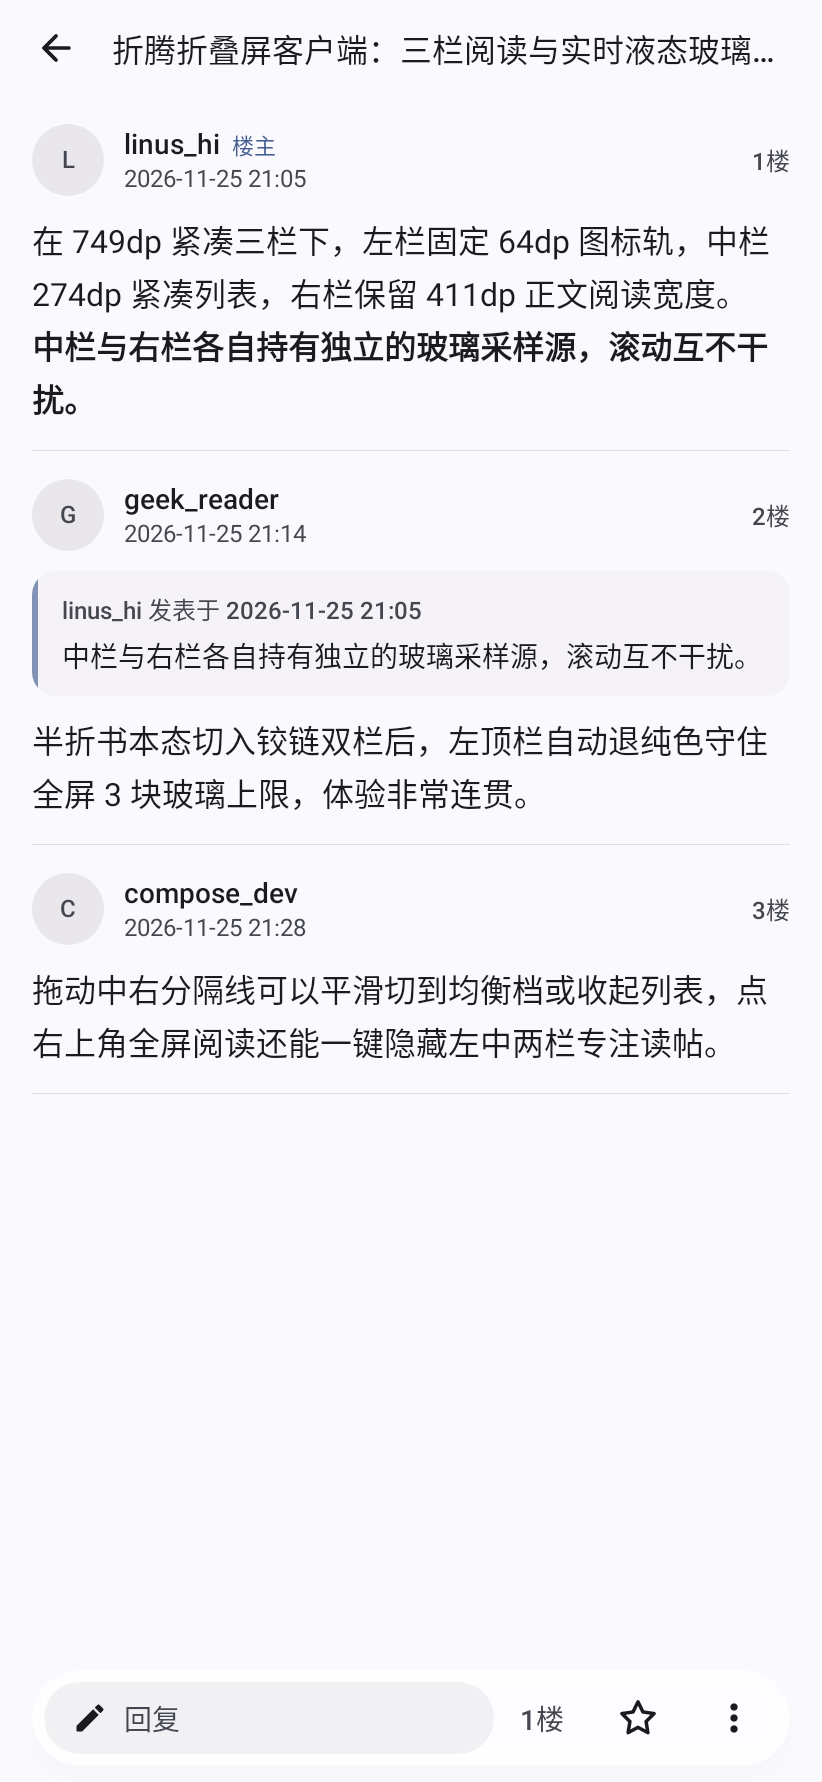 折腾折叠屏客户端：三栏阅读与实时液态玻璃...
L
linus_hi 楼主
2026-11-25 21:05
1楼
在 749dp 紧凑三栏下，左栏固定 64dp 图标轨，中栏
274dp 紧凑列表，右栏保留 411dp 正文阅读宽度。
中栏与右栏各自持有独立的玻璃采样源，滚动互不干
扰。
G
geek_reader
2026-11-25 21:14
2楼
linus_hi 发表于 2026-11-25 21:05
中栏与右栏各自持有独立的玻璃采样源，滚动互不干扰。
半折书本态切入铰链双栏后，左顶栏自动退纯色守住
全屏 3 块玻璃上限，体验非常连贯。
C
compose_dev
2026-11-25 21:28
3楼
拖动中右分隔线可以平滑切到均衡档或收起列表，点
右上角全屏阅读还能一键隐藏左中两栏专注读帖。
回复
1楼